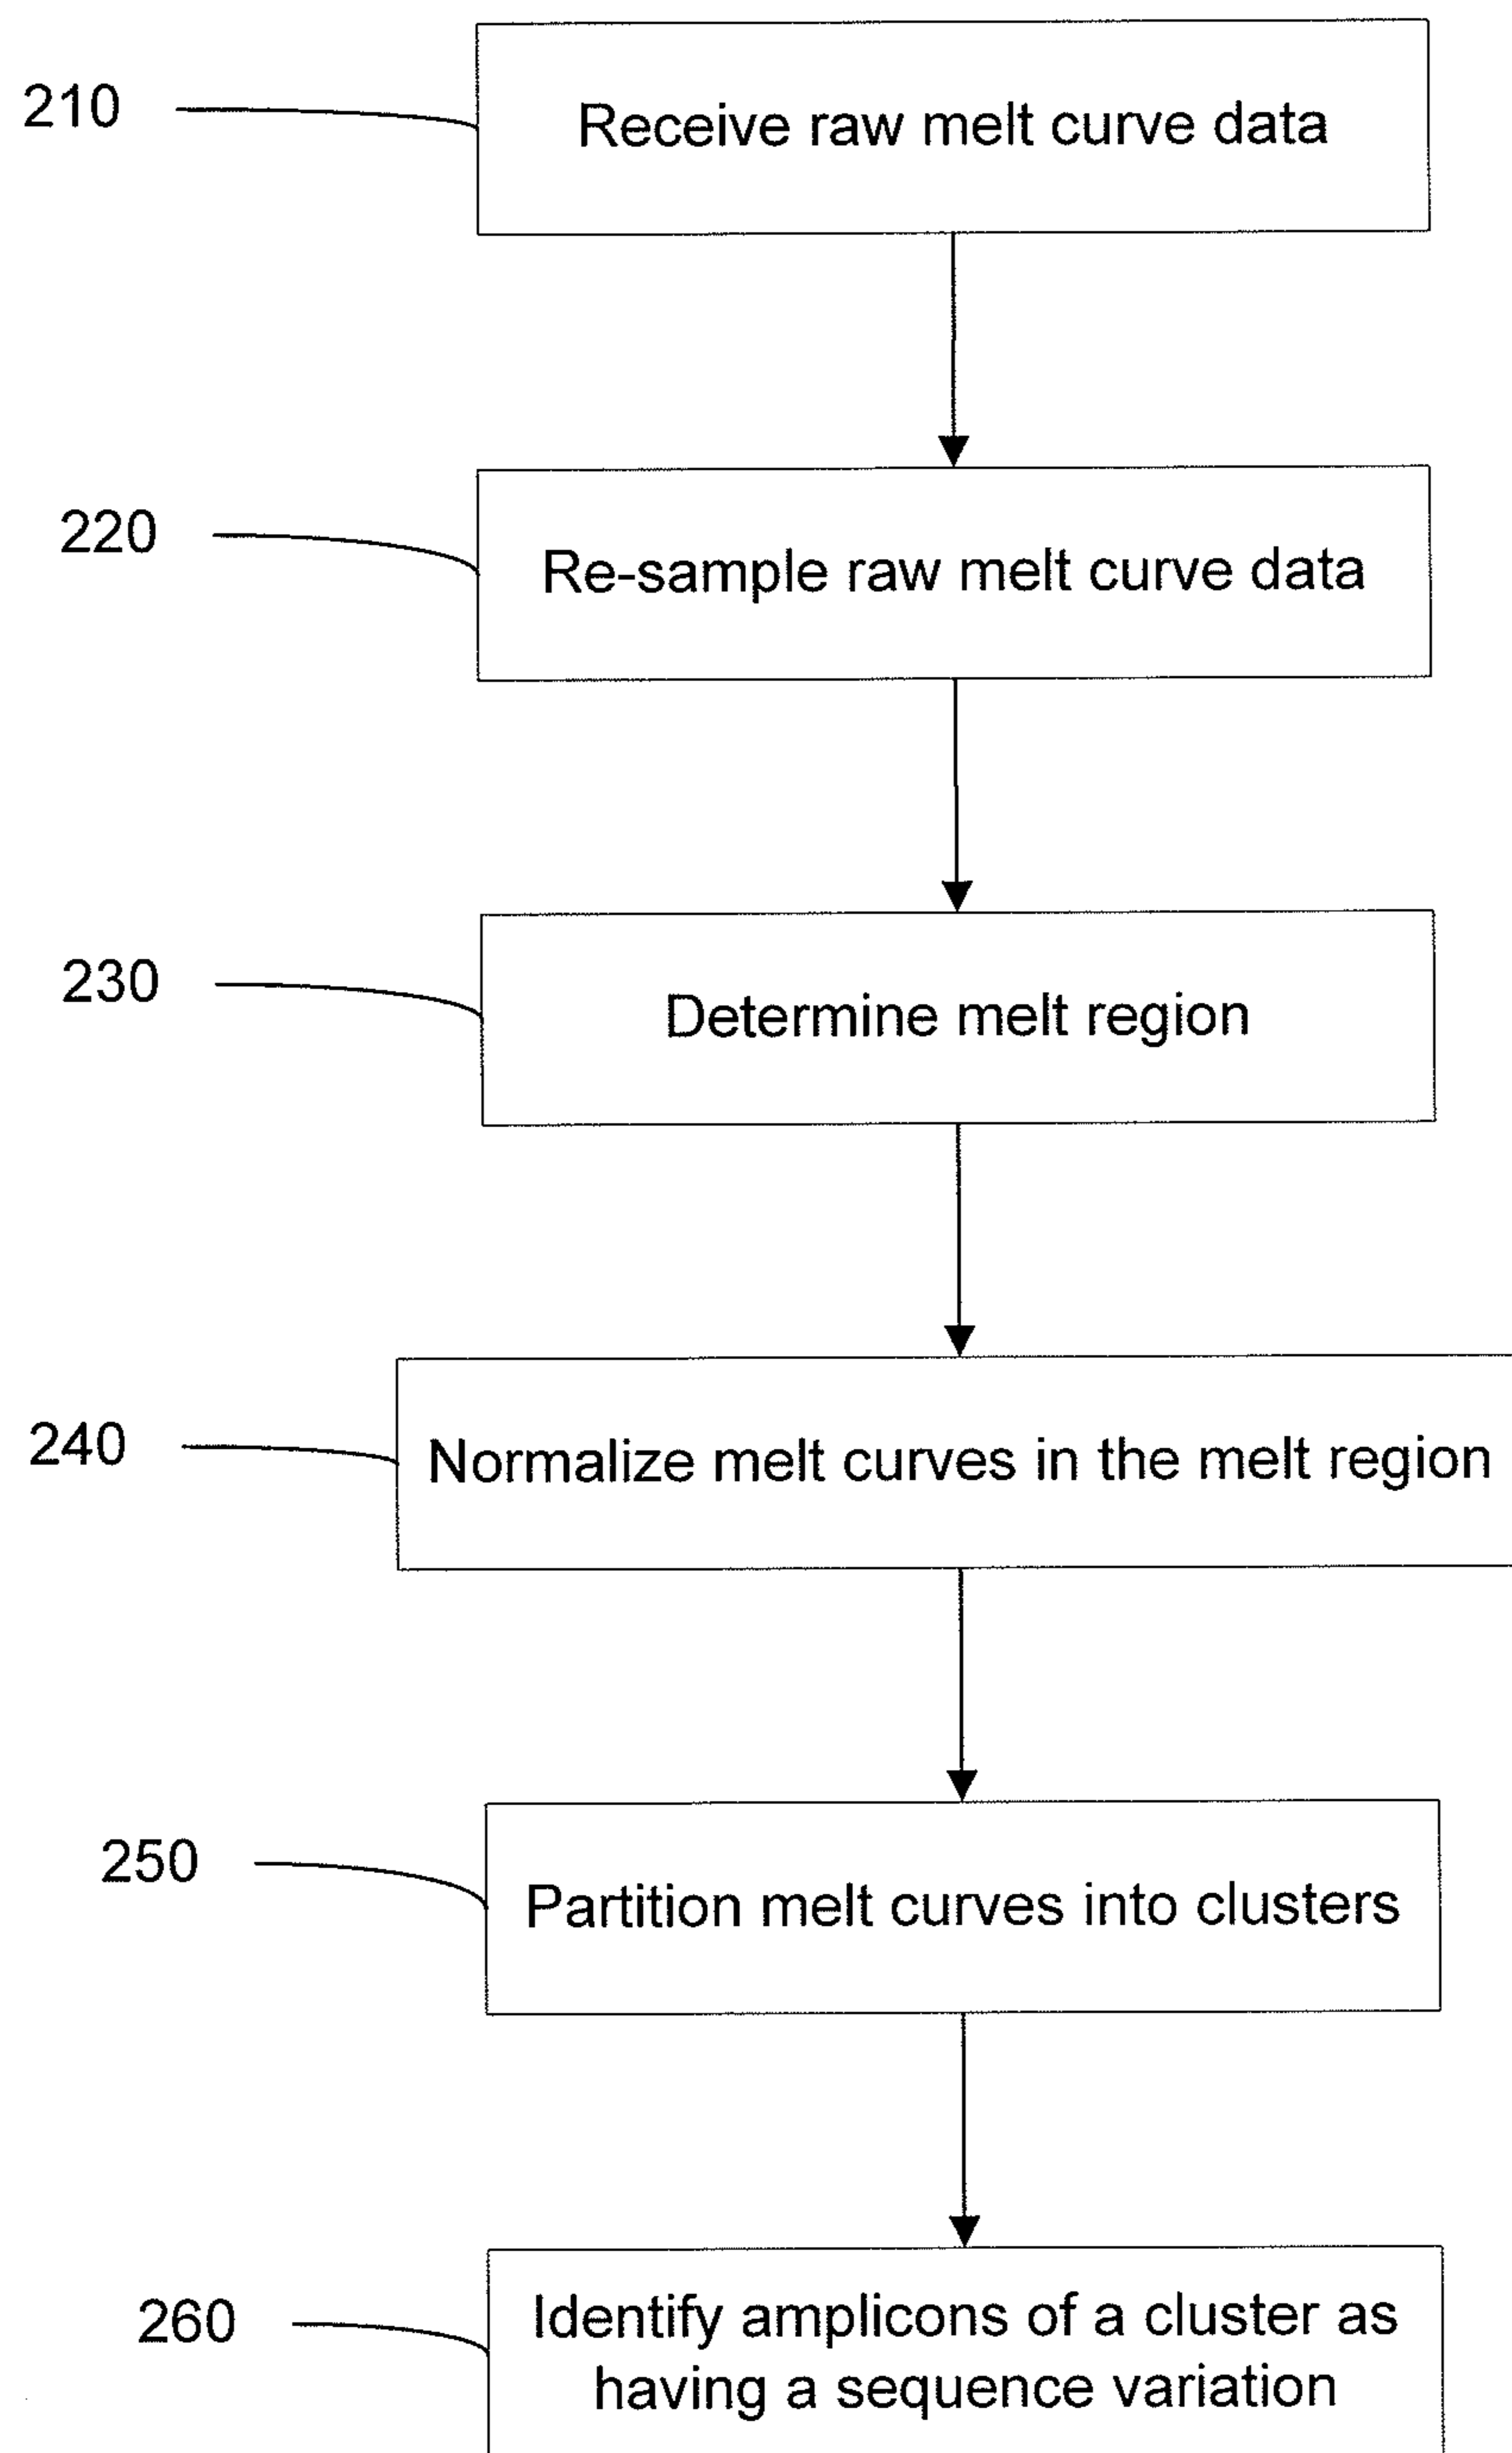 210
Receive raw melt curve data
220
Re-sample raw melt curve data
230
Determine melt region
240
Normalize melt curves in the melt region
250
Partition melt curves into clusters
260
Identify amplicons of a cluster as
having a sequence variation